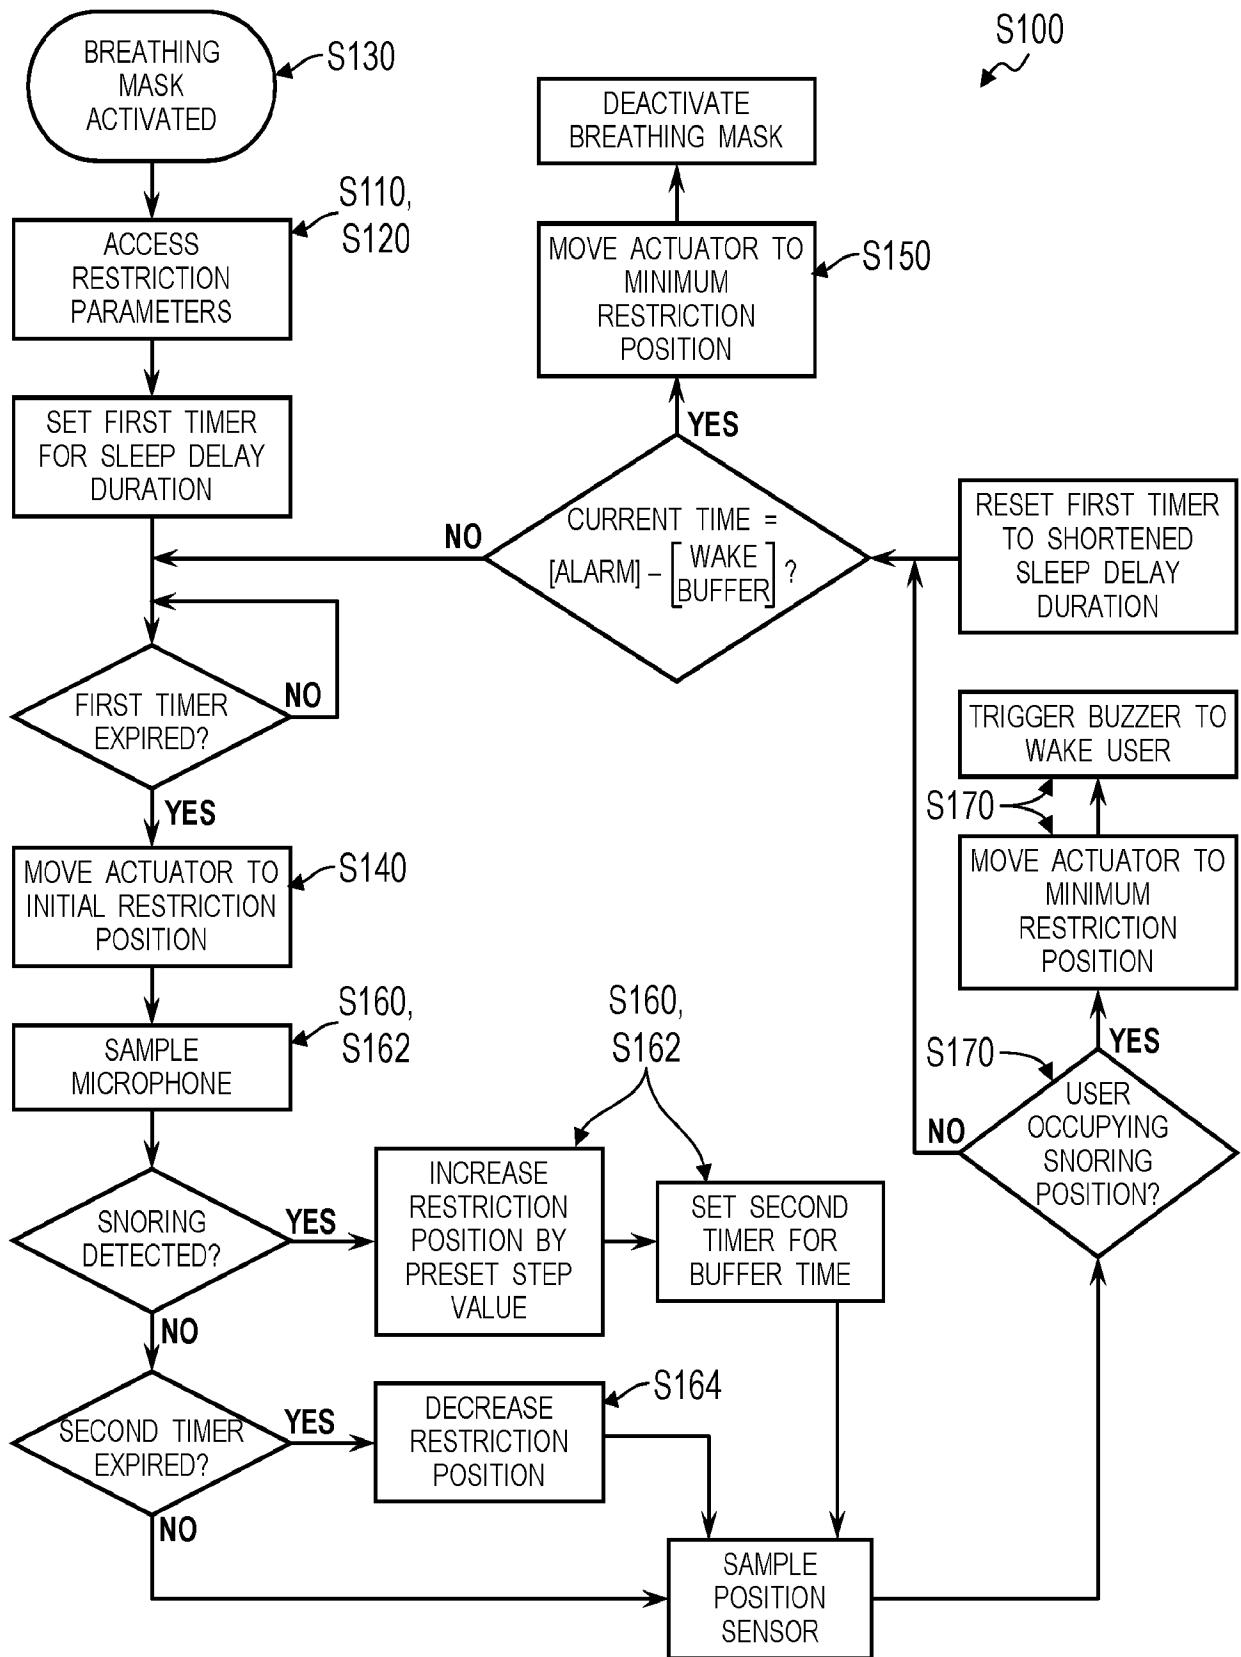 S100
BREATHING
MASK
ACTIVATED
S130
S110,
S120
ACCESS
RESTRICTION
PARAMETERS
SET FIRST TIMER
FOR SLEEP DELAY
DURATION
FIRST TIMER
EXPIRED?
NO
YES
MOVE ACTUATOR TO
INITIAL RESTRICTION
POSITION
S140
S160,
S162
SAMPLE
MICROPHONE
SNORING
DETECTED?
YES
NO
INCREASE
RESTRICTION
POSITION BY
PRESET STEP
VALUE
S160,
S162
SET SECOND
TIMER FOR
BUFFER TIME
SECOND TIMER
EXPIRED?
YES
NO
DECREASE
RESTRICTION
POSITION
S164
SAMPLE
POSITION
SENSOR
USER
OCCUPYING
SNORING
POSITION?
S170
YES
NO
MOVE ACTUATOR TO
MINIMUM
RESTRICTION
POSITION
S170
TRIGGER BUZZER TO
WAKE USER
RESET FIRST TIMER
TO SHORTENED
SLEEP DELAY
DURATION
CURRENT TIME =
[ALARM] – [WAKE
BUFFER] ?
NO
YES
MOVE ACTUATOR TO
MINIMUM
RESTRICTION
POSITION
S150
DEACTIVATE
BREATHING MASK